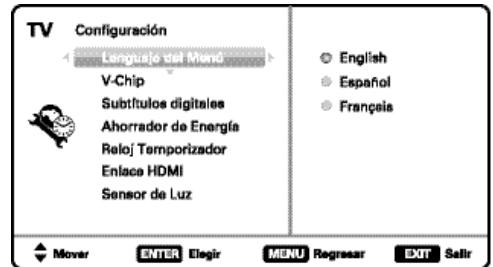 TV Configuración
Lenguaje del Menú
V-Chip
Subtítulos digitales
Ahorrador de Energía
Reloj Temporizador
Enlace HDMI
Sensor de Luz
English
Español
Français
Mover ENTER Elegir MENU Regresar EXIT Salir